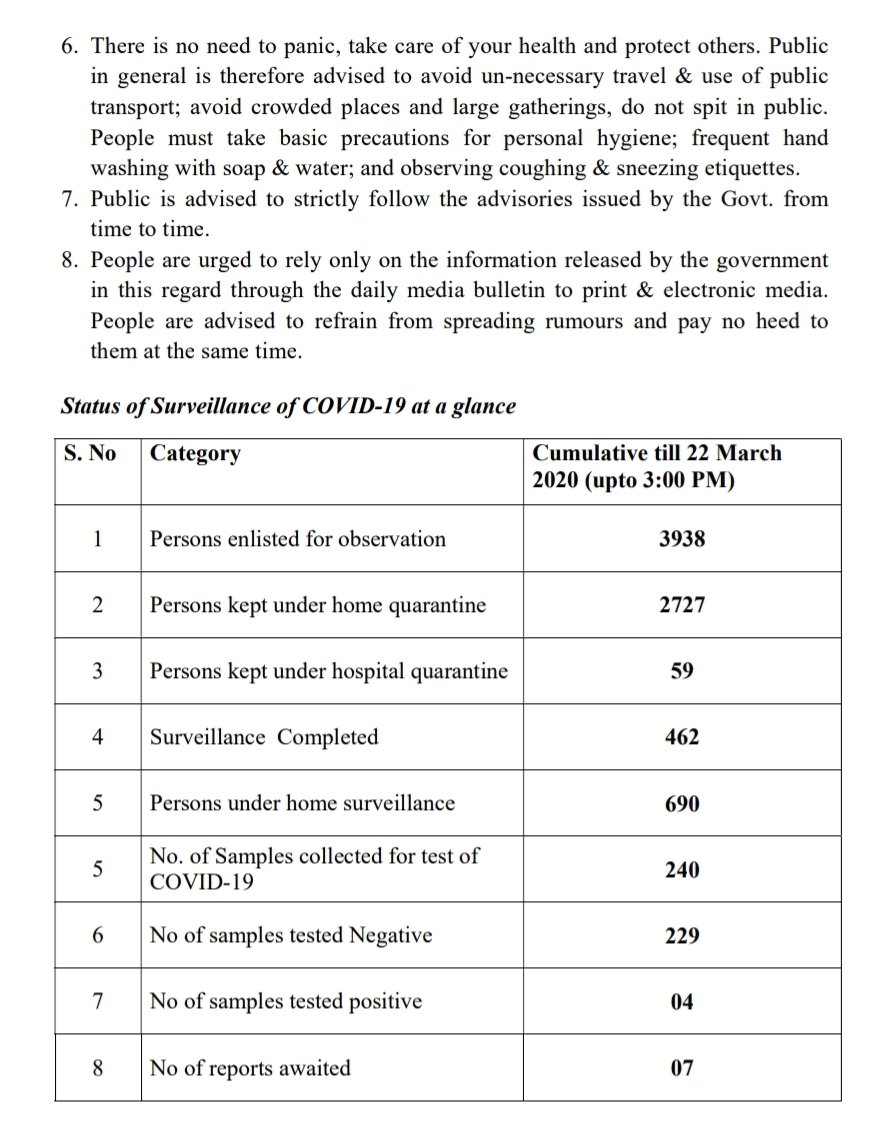 6. There is no need to panic, take care of your health and protect others. Public
in general is therefore advised to avoid un-necessary travel & use of public
transport; avoid crowded places and large gatherings, do not spit in public.
People must take basic precautions for personal hygiene; frequent hand
washing with soap & water; and observing coughing & sneezing etiquettes.
7. Public is advised to strictly follow the advisories issued by the Govt. from
time to time.
8. People are urged to rely only on the information released by the government
in this regard through the daily media bulletin to print & electronic media.
People are advised to refrain from spreading rumours and pay no heed to
them at the same time.
Status of Surveillance of COVID-19 at a glance
S. No Category Cumulative till 22 March
2020 (upto 3:00 PM)
1 Persons enlisted for observation 3938
2 Persons kept under home quarantine 2727
3 Persons kept under hospital quarantine 59
4 Surveillance Completed 462
5 Persons under home surveillance 690
5 No. of Samples collected for test of
COVID-19 240
6 No of samples tested Negative 229
7 No of samples tested positive 04
8 No of reports awaited 07